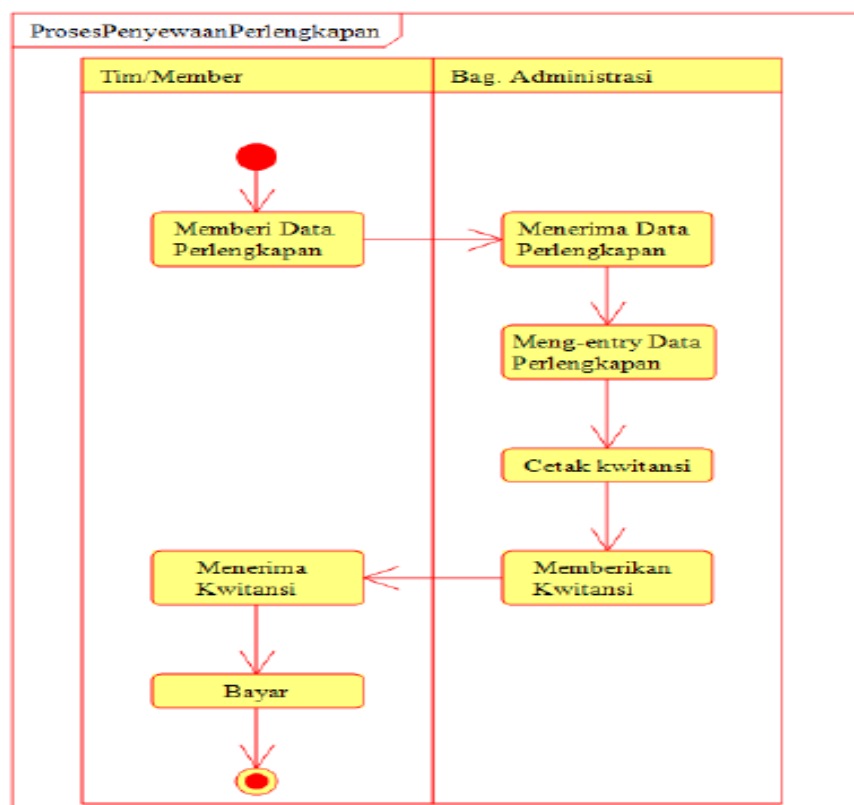 ProsesPenyewaanPerlengkapan
Tim/Member
Bag. Administrasi
Memberi Data
Perlengkapan
Menerima Data
Perlengkapan
Meng-entry Data
Perlengkapan
Cetak kwitansi
Memberikan
Kwitansi
Menerima
Kwitansi
Bayar